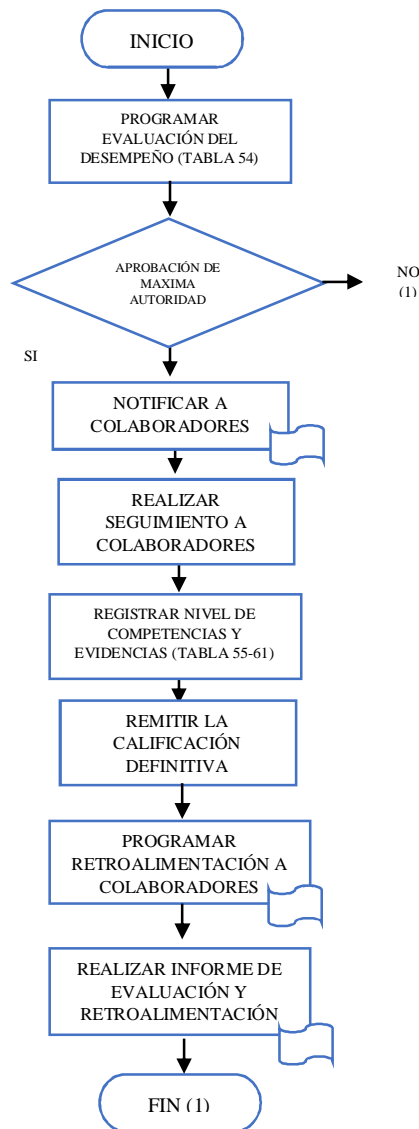 INICIO
PROGRAMAR
EVALUACIÓN DEL
DESEMPEÑO (TABLA 54)
APROBACIÓN DE
MAXIMA
AUTORIDAD
NO
(1)
SI
NOTIFICAR A
COLABORADORES
REALIZAR
SEGUIMIENTO A
COLABORADORES
REGISTRAR NIVEL DE
COMPETENCIAS Y
EVIDENCIAS (TABLA 55-61)
REMITIR LA
CALIFICACIÓN
DEFINITIVA
PROGRAMAR
RETROALIMENTACIÓN A
COLABORADORES
REALIZAR INFORME DE
EVALUACIÓN Y
RETROALIMENTACIÓN
FIN (1)